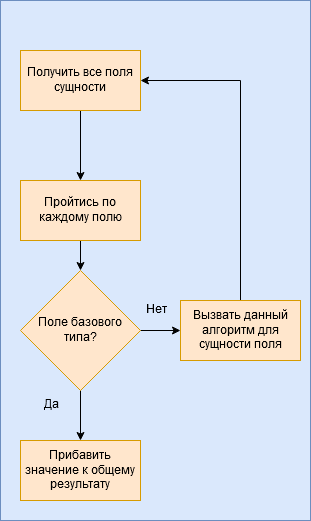 Получить все поля
сущности
Пройтись по
каждому полю
Поле базового
типа?
Нет
Вызвать данный
алгоритм для
сущности поля
Да
Прибавить
значение к общему
результату